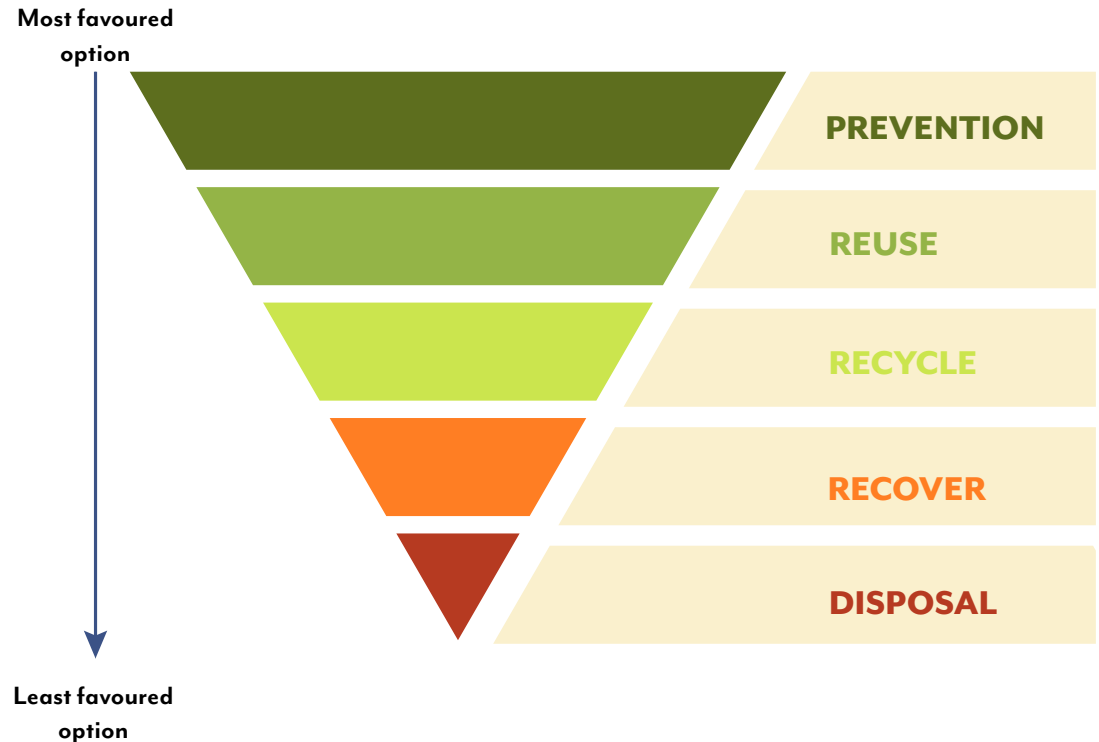 Most favoured
option
PREVENTION
REUSE
RECYCLE
RECOVER
DISPOSAL
Least favoured
option